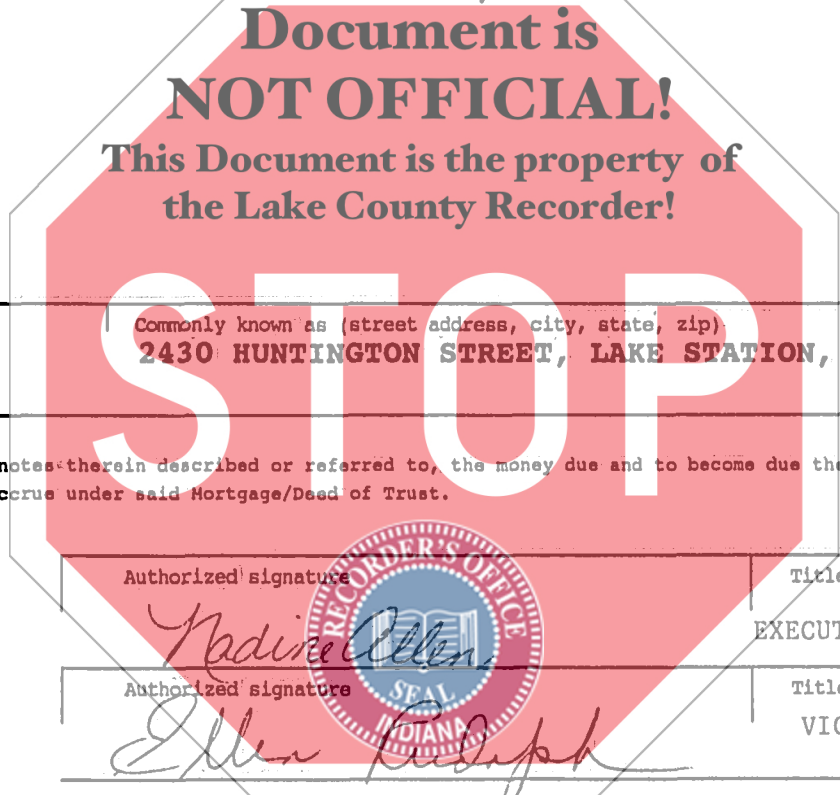 Document is
NOT OFFICIAL!
This Document is the property of
the Lake County Recorder!
STOP
Commonly known as (street address, city, state, zip)
2430 HUNTINGTON STREET, LAKE STATION,
notes therein described or referred to, the money due and to become due the
ccrue under said Mortgage/Deed of Trust.
Authorized signature
Title
Nadine Allen
EXECUT
RECORDER'S OFFICE
SEAL
INDIANA
Authorized signature
Title
Ellen Rudolph
VIC